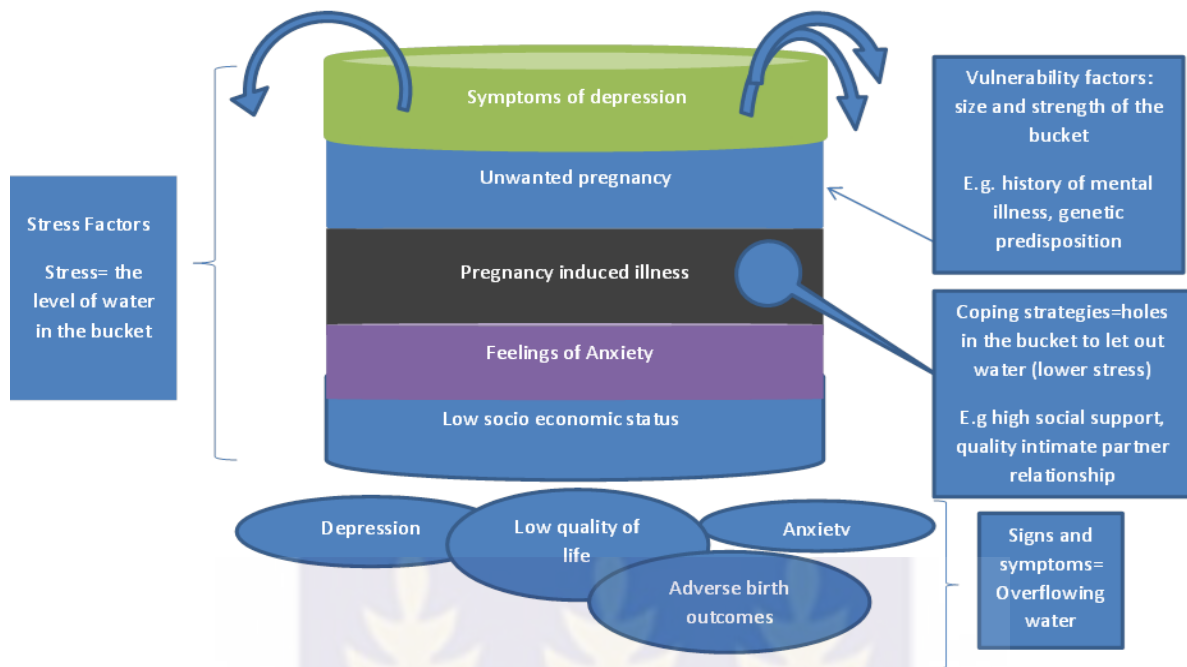 Symptoms of depression
Unwanted pregnancy
Pregnancy induced illness
Feelings of Anxiety
Low socio economic status
Stress Factors
Stress= the
level of water
in the bucket
Vulnerability factors:
size and strength of the
bucket
E.g. history of mental
illness, genetic
predisposition
Coping strategies=holes
in the bucket to let out
water (lower stress)
E.g high social support,
quality intimate partner
relationship
Depression
Low quality of
life
Anxiety
Adverse birth
outcomes
Signs and
symptoms=
Overflowing
water